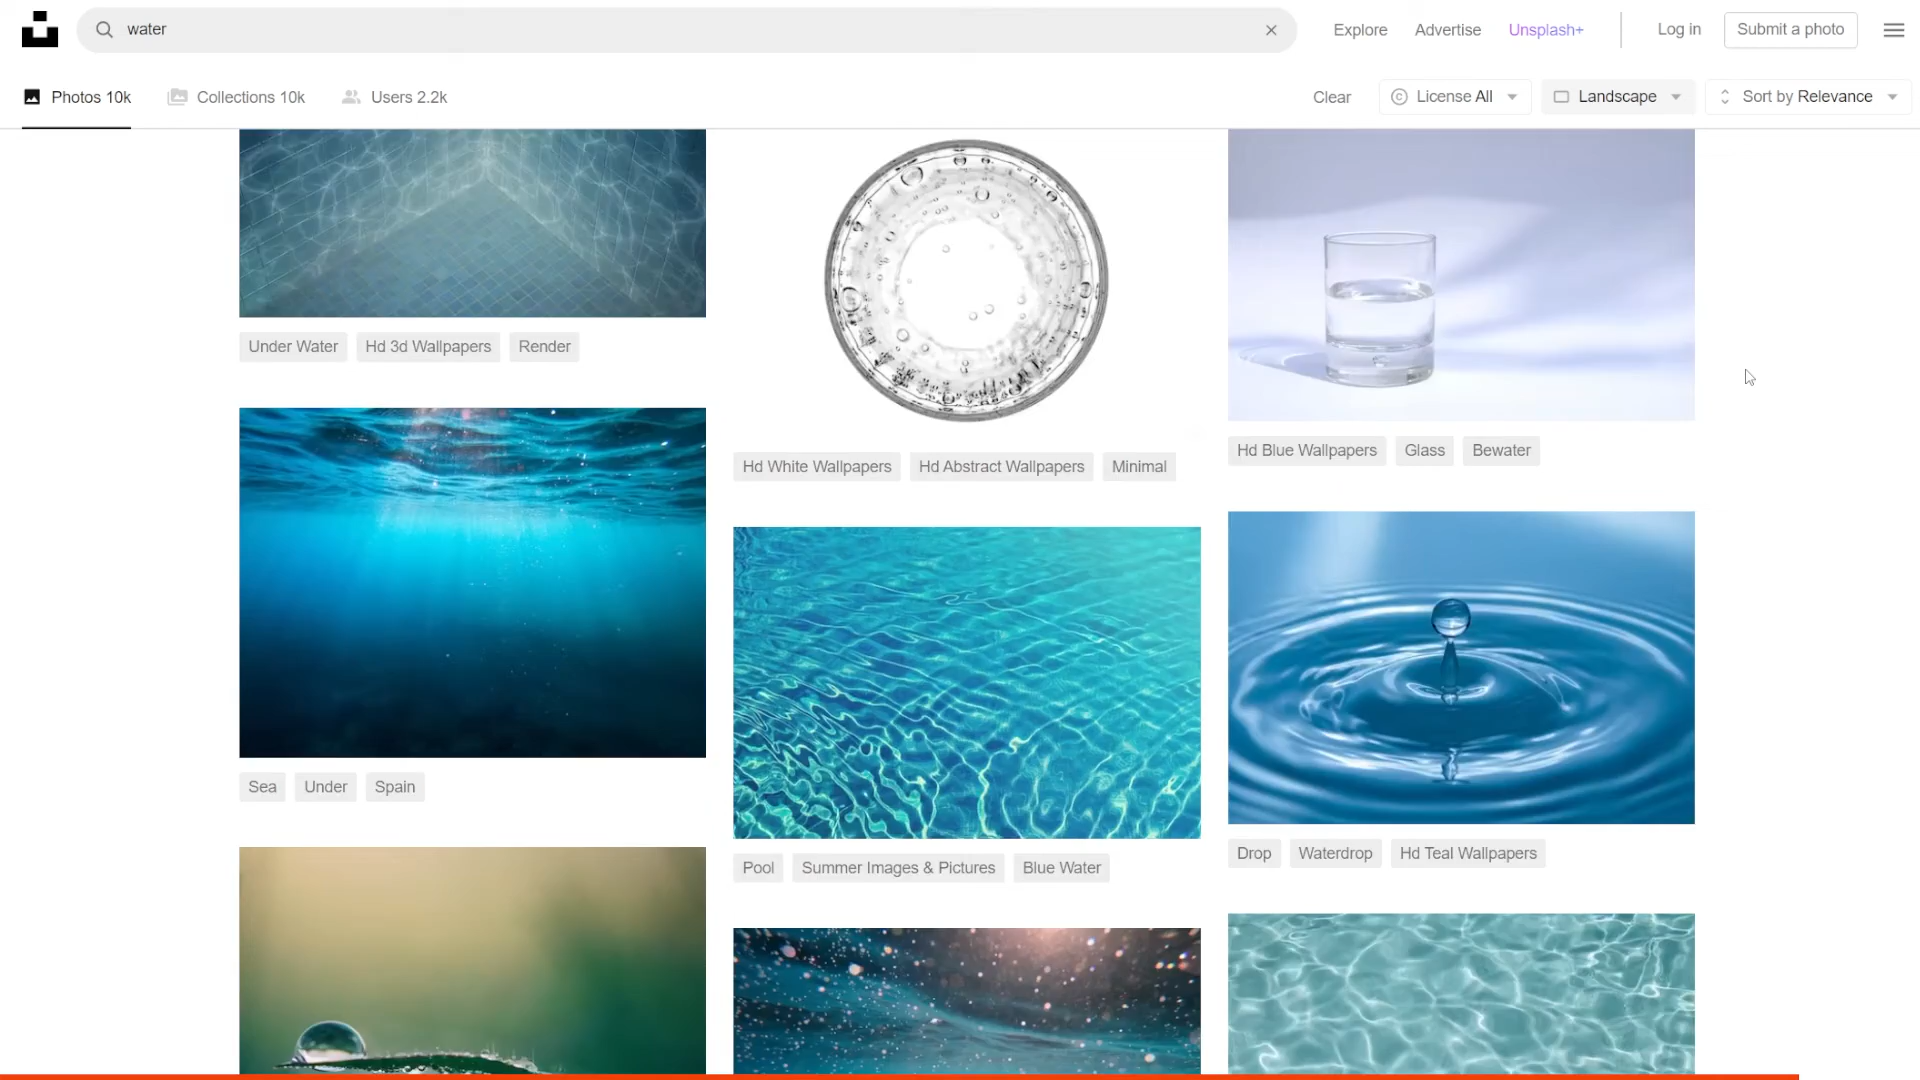 water
Explore
Advertise
Unsplash+
Log in
Submit a photo
Photos 10k
Collections 10k
Users 2.2k
Clear
License All
Landscape
Sort by Relevance
Under Water
Hd 3d Wallpapers
Render
Hd White Wallpapers
Hd Abstract Wallpapers
Minimal
Hd Blue Wallpapers
Glass
Bewater
Sea
Under
Spain
Pool
Summer Images & Pictures
Blue Water
Drop
Waterdrop
Hd Teal Wallpapers